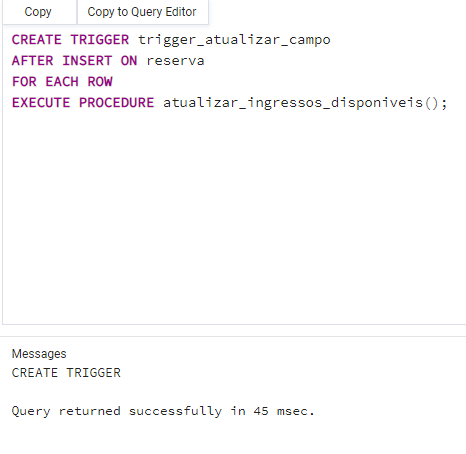 Copy Copy to Query Editor
CREATE TRIGGER trigger_atualizar_campo
AFTER INSERT ON reserva
FOR EACH ROW
EXECUTE PROCEDURE atualizar_ingressos_disponiveis();
Messages
CREATE TRIGGER
Query returned successfully in 45 msec.